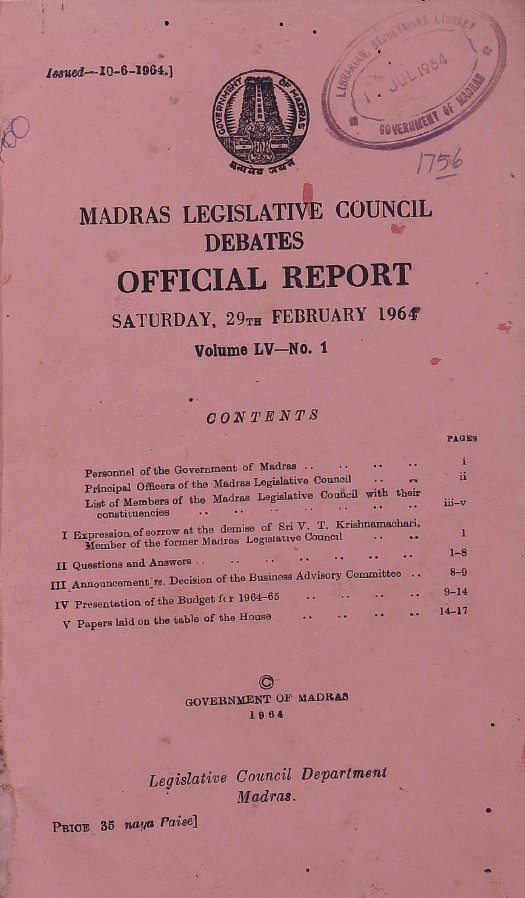 Issued—10-6-1964.]
LIBRARIAN, SECRETARIAT LIBRARY
JUL 1964
GOVERNMENT OF MADRAS
1756
GOVERNMENT OF MADRAS
सत्यमेव जयते
MADRAS LEGISLATIVE COUNCIL
DEBATES
OFFICIAL REPORT
SATURDAY, 29TH FEBRUARY 1964
Volume LV—No. 1
CONTENTS
PAGES
Personnel of the Government of Madras .. .. .. .. i
Principal Officers of the Madras Legislative Council .. .. ii
List of Members of the Madras Legislative Council with their
constituencies .. .. .. .. .. .. .. iii-v
I Expression of sorrow at the demise of Sri V. T. Krishnamachari,
Member of the former Madras Legislative Council .. .. 1
II Questions and Answers .. .. .. .. .. .. .. 1-8
III Announcement re. Decision of the Business Advisory Committee .. 8-9
IV Presentation of the Budget for 1964-65 .. .. .. .. 9-14
V Papers laid on the table of the House .. .. .. .. 14-17
©
GOVERNMENT OF MADRAS
1964
Legislative Council Department
Madras.
PRICE 35 naya Paise]